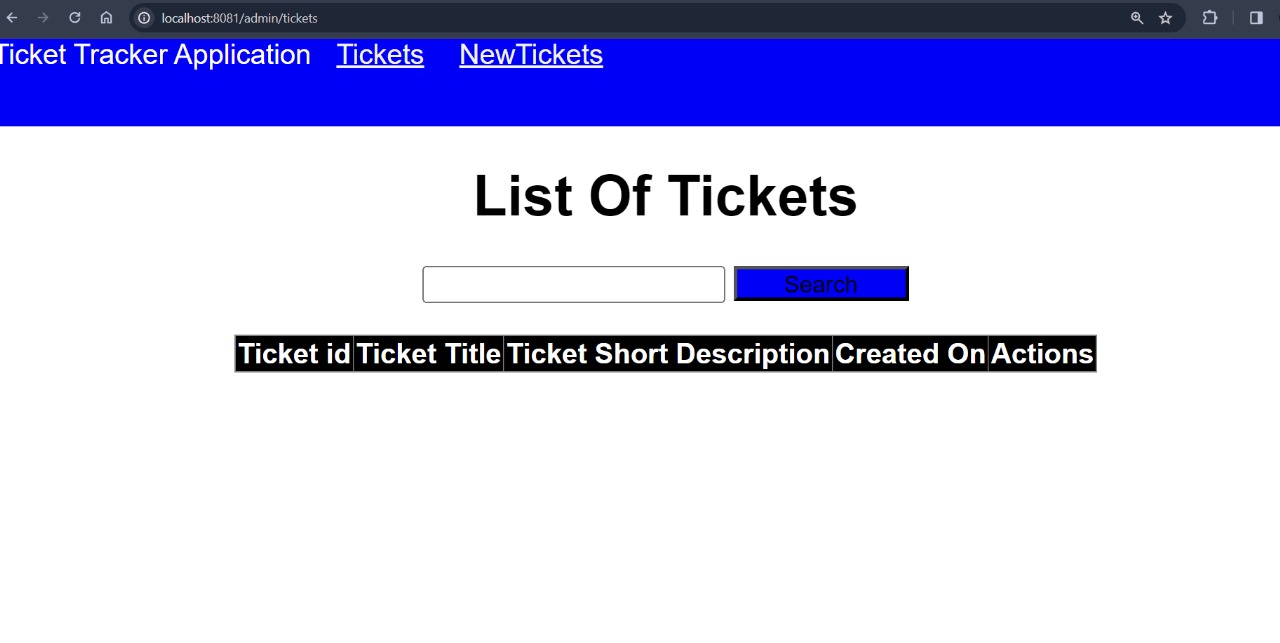 localhost:8081/admin/tickets
Ticket Tracker Application Tickets NewTickets
List Of Tickets
Search
Ticket id Ticket Title Ticket Short Description Created On Actions